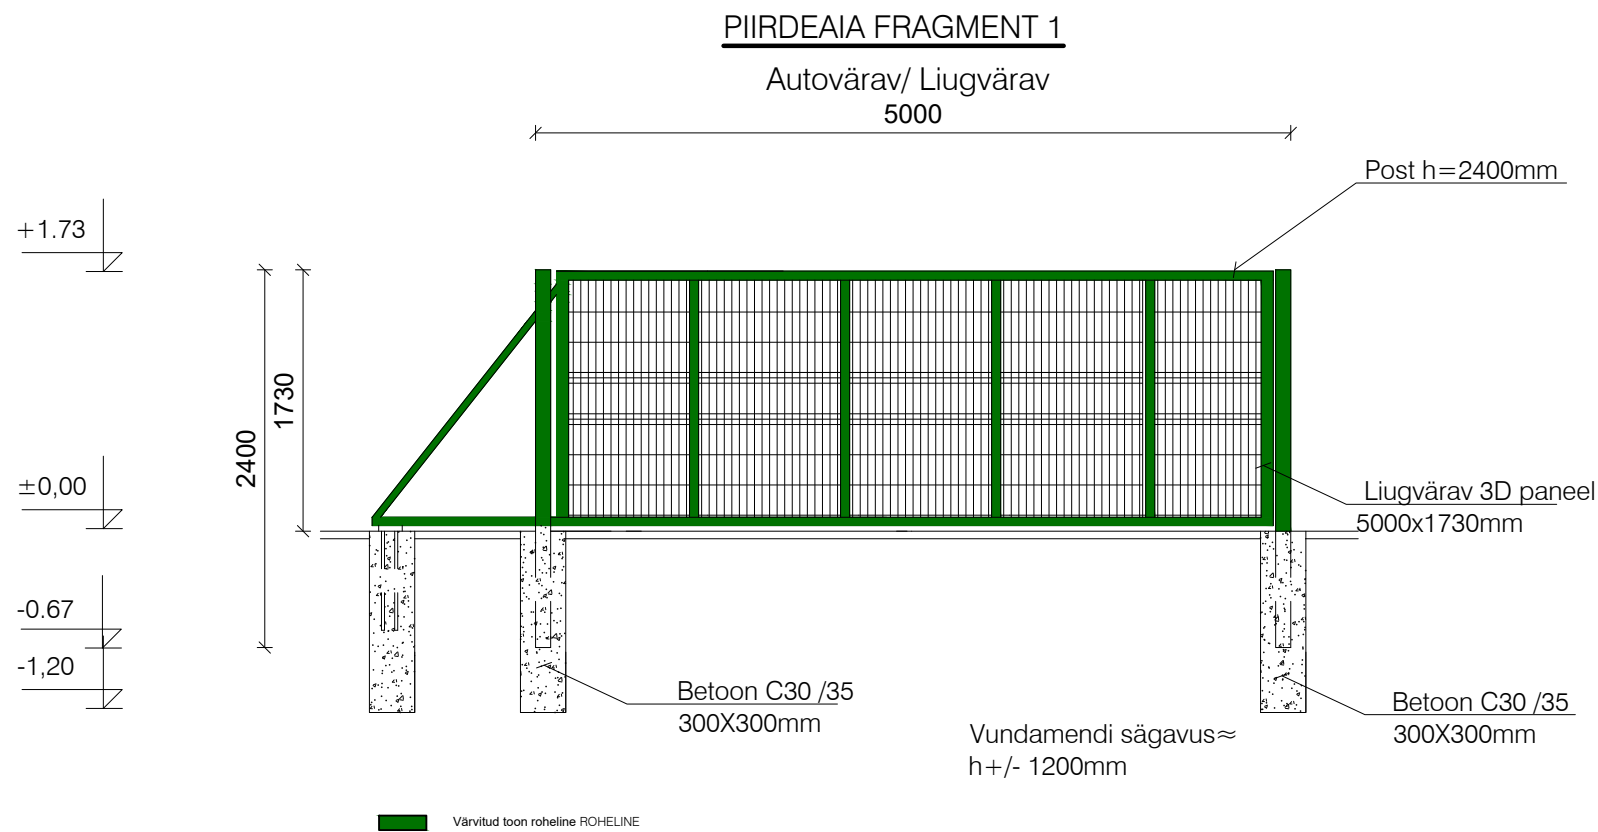 PIIRDEAIA FRAGMENT 1
Autovärav/ Liugvärav
5000
Post h=2400mm
+1.73
1730
2400
±0,00
Liugvärav 3D paneel
5000x1730mm
-0.67
-1,20
Betoon C30 /35
300X300mm
Betoon C30 /35
300X300mm
Vundamendi sägavus≈
h+/- 1200mm
Värvitud toon roheline ROHELINE